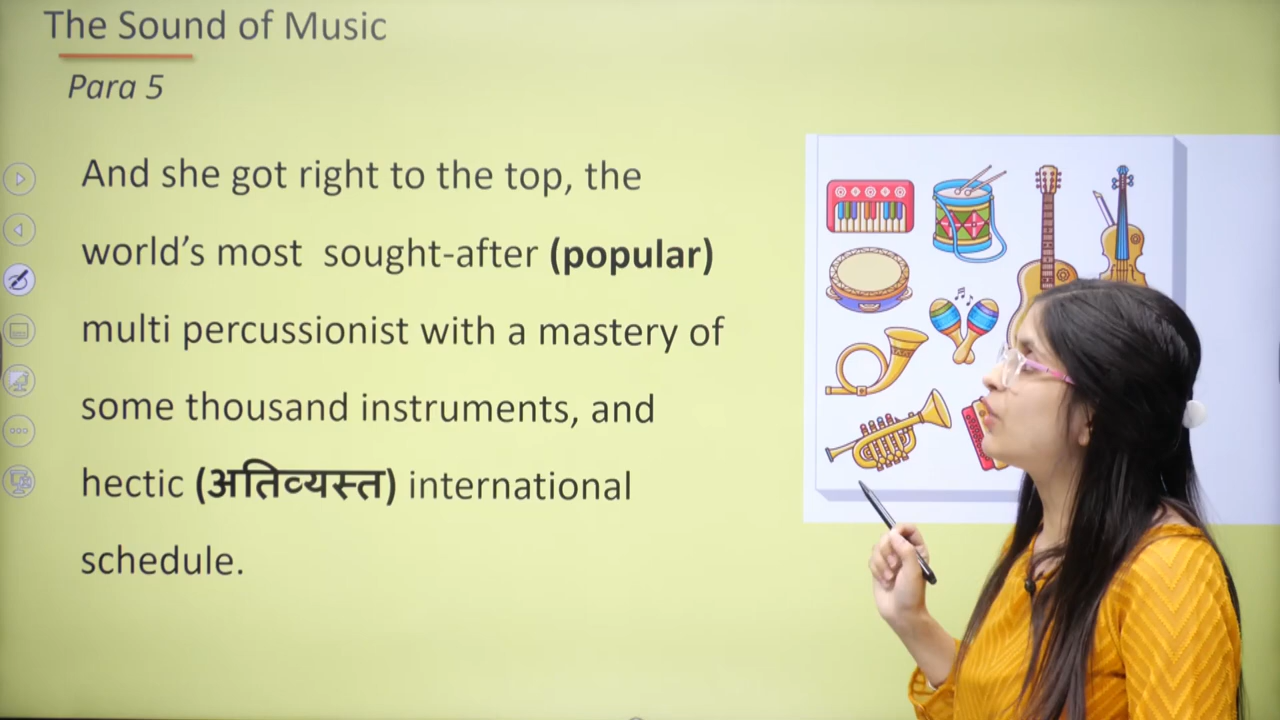 The Sound of Music
Para 5
And she got right to the top, the
world’s most sought-after (popular)
multi percussionist with a mastery of
some thousand instruments, and
hectic (अतिव्यस्त) international
schedule.